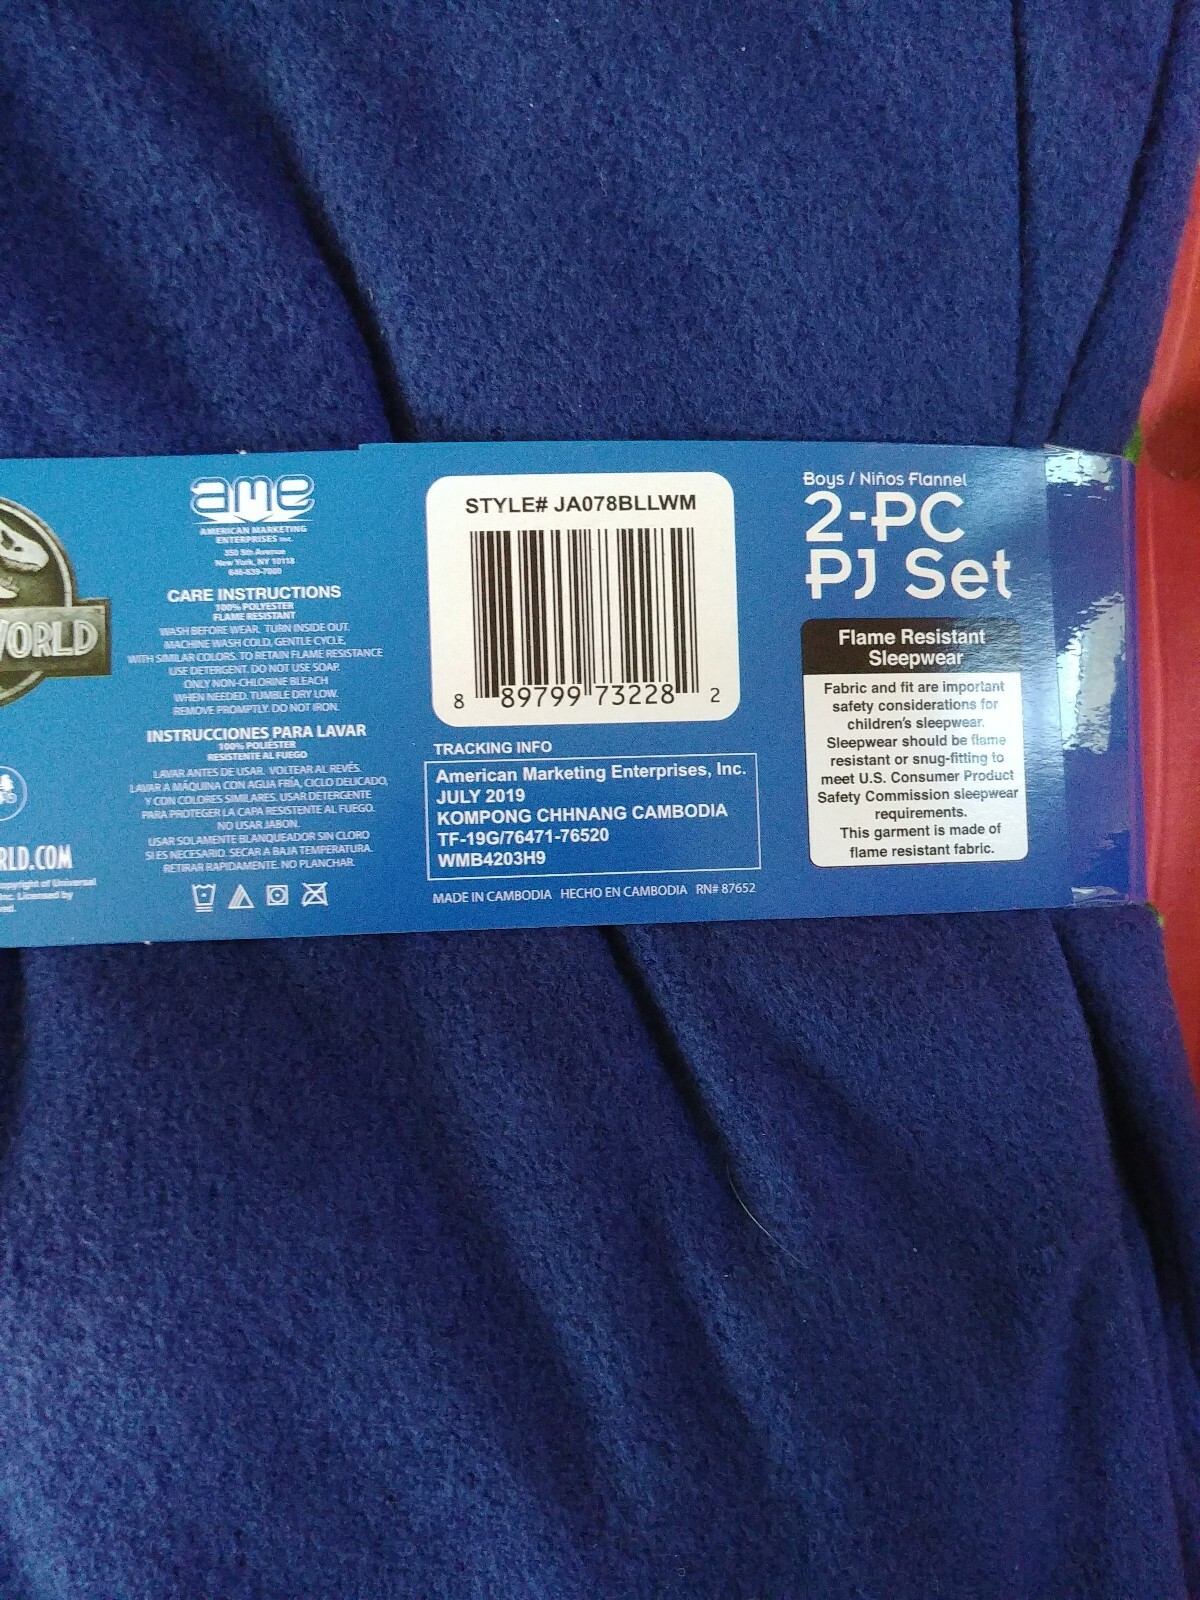 WORLD
RLD.COM
opyright of Universal
Inc. Licensed by
ame
AMERICAN MARKETING
ENTERPRISES INC.
350 5th Avenue
New York, NY 10118
646-839-7000
CARE INSTRUCTIONS
100% POLYESTER
FLAME RESISTANT
WASH BEFORE WEAR. TURN INSIDE OUT.
MACHINE WASH COLD, GENTLE CYCLE,
WITH SIMILAR COLORS. TO RETAIN FLAME RESISTANCE
USE DETERGENT. DO NOT USE SOAP.
ONLY NON-CHLORINE BLEACH
WHEN NEEDED. TUMBLE DRY LOW.
REMOVE PROMPTLY. DO NOT IRON.
INSTRUCCIONES PARA LAVAR
100% POLIÉSTER
RESISTENTE AL FUEGO
LAVAR ANTES DE USAR. VOLTEAR AL REVÉS.
LAVAR A MÁQUINA CON AGUA FRÍA, CICLO DELICADO,
Y CON COLORES SIMILARES. USAR DETERGENTE
PARA PROTEGER LA CAPA RESISTENTE AL FUEGO.
NO USAR JABON.
USAR SOLAMENTE BLANQUEADOR SIN CLORO
SI ES NECESARIO. SECAR A BAJA TEMPERATURA.
RETIRAR RAPIDAMENTE. NO PLANCHAR.
STYLE# JA078BLLWM
8 89799 73228 2
TRACKING INFO
American Marketing Enterprises, Inc.
JULY 2019
KOMPONG CHHNANG CAMBODIA
TF-19G/76471-76520
WMB4203H9
MADE IN CAMBODIA HECHO EN CAMBODIA RN# 87652
Boys / Niños Flannel
2-PC
PJ Set
Flame Resistant
Sleepwear
Fabric and fit are important
safety considerations for
children's sleepwear.
Sleepwear should be flame
resistant or snug-fitting to
meet U.S. Consumer Product
Safety Commission sleepwear
requirements.
This garment is made of
flame resistant fabric.